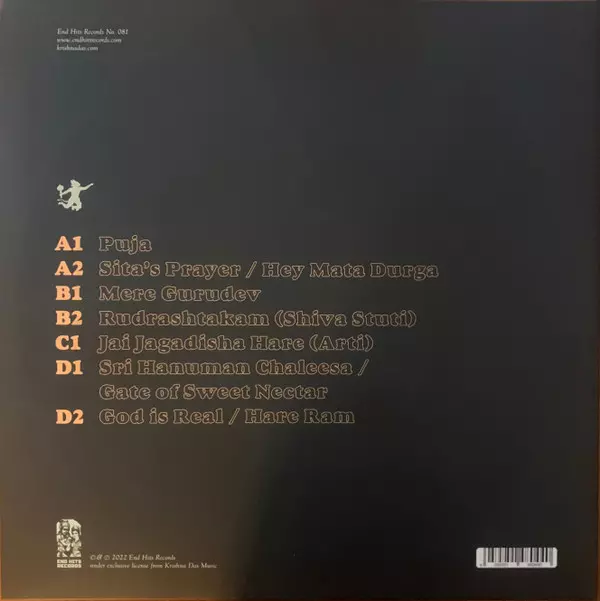 End Hits Records No. 081
www.endhitsrecords.com
krishnadas.com
A1 Puja
A2 Sita's Prayer / Hey Mata Durga
B1 Mere Gurudev
B2 Rudrashtakam (Shiva Stuti)
C1 Jai Jagadisha Hare (Arti)
D1 Sri Hanuman Chaleesa /
Gate of Sweet Nectar
D2 God is Real / Hare Ram
END HITS
RECORDS
© 2022 End Hits Records
under exclusive license from Krishna Das Music